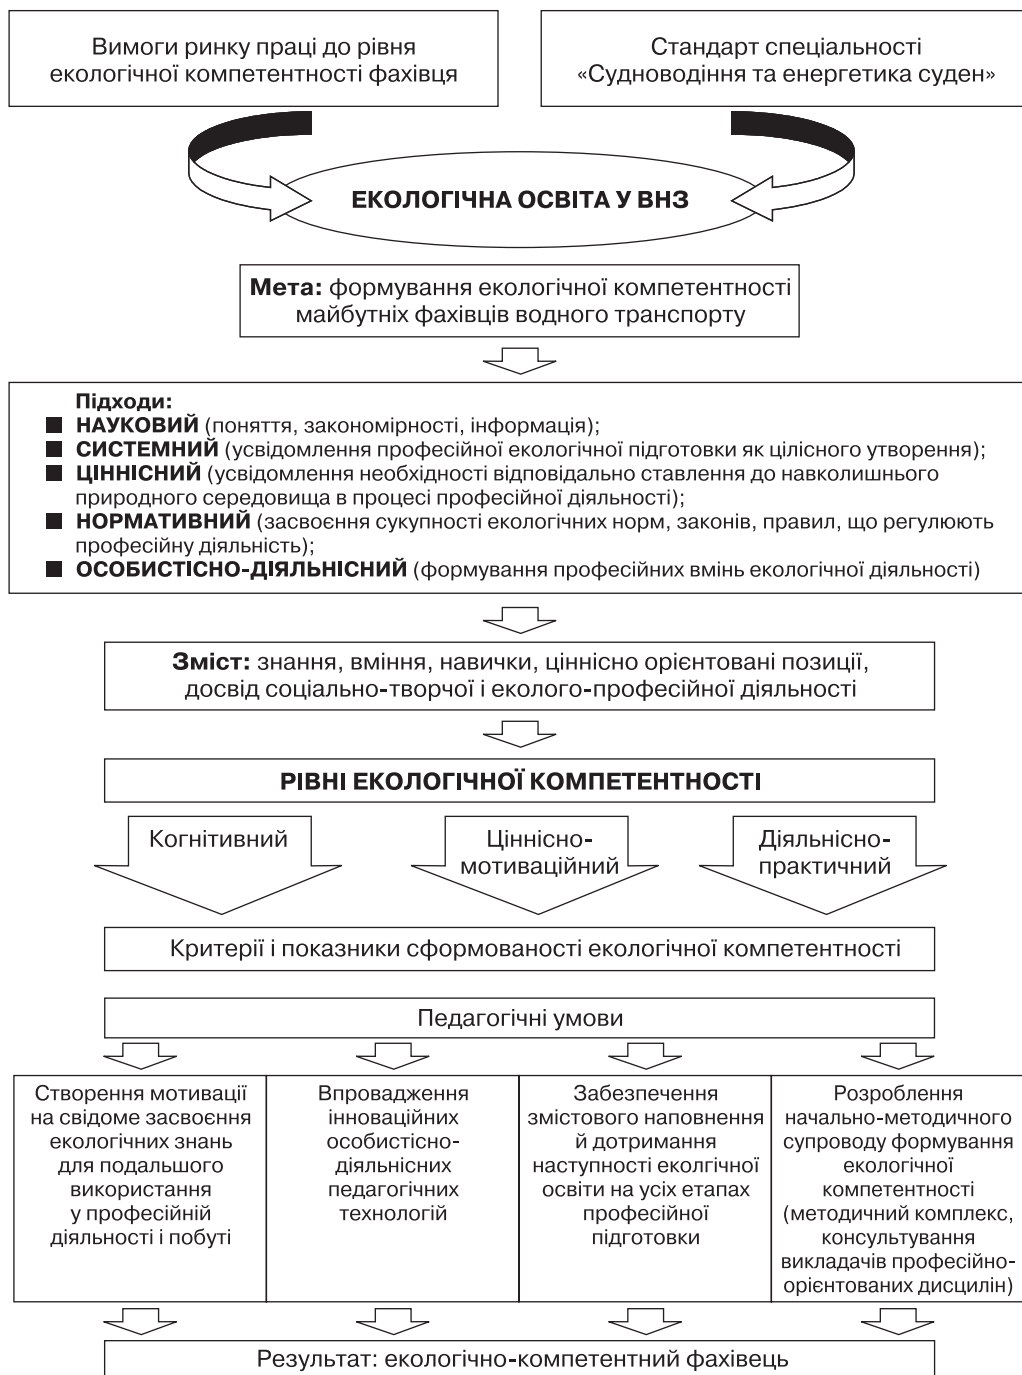 Вимоги ринку праці до рівня
екологічної компетентності фахівця
Стандарт спеціальності
«Судноводіння та енергетика суден»
ЕКОЛОГІЧНА ОСВІТА У ВНЗ
Мета: формування екологічної компетентності
майбутніх фахівців водного транспорту
Підходи:
НАУКОВИЙ (поняття, закономірності, інформація);
СИСТЕМНИЙ (усвідомлення професійної екологічної підготовки як цілісного утворення);
ЦІННІСНИЙ (усвідомлення необхідності відповідально ставлення до навколишнього
природного середовища в процесі професійної діяльності);
НОРМАТИВНИЙ (засвоєння сукупності екологічних норм, законів, правил, що регулюють
професійну діяльність);
ОСОБИСТІСНО-ДІЯЛЬНІСНИЙ (формування професійних вмінь екологічної діяльності)
Зміст: знання, вміння, навички, ціннісно орієнтовані позиції,
досвід соціально-творчої і еколого-професійної діяльності
РІВНІ ЕКОЛОГІЧНОЇ КОМПЕТЕНТНОСТІ
Когнітивний
Ціннісно-
мотиваційний
Діяльнісно-
практичний
Критерії і показники сформованості екологічної компетентності
Педагогічні умови
Створення мотивації
на свідоме засвоєння
екологічних знань
для подальшого
використання
у професійній
діяльності і побуті
Впровадження
інноваційних
особистісно-
діяльнісних
педагогічних
технологій
Забезпечення
змістового наповнення
й дотримання
наступності еколгічної
освіти на усіх етапах
професійної
підготовки
Розроблення
начально-методичного
супроводу формування
екологічної
компетентності
(методичний комплекс,
консультування
викладачів професійно-
орієнтованих дисцилін)
Результат: екологічно-компетентний фахівець